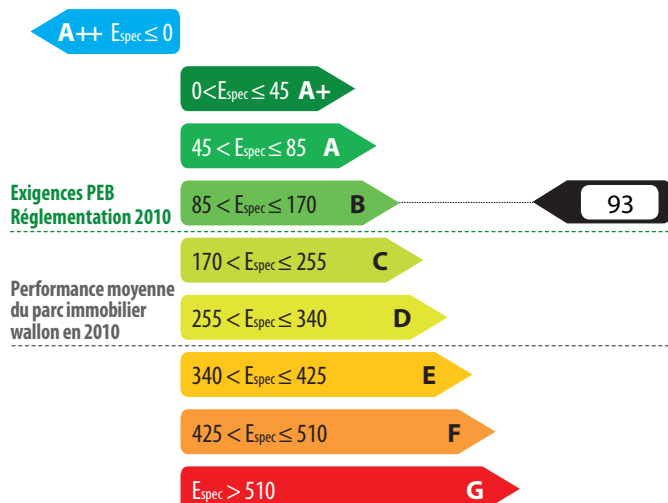 A++ Espec ≤ 0
0<Espec ≤ 45 A+
45 < Espec ≤ 85 A
Exigences PEB
Réglementation 2010
85 < Espec ≤ 170 B
93
170 < Espec ≤ 255 C
Performance moyenne
du parc immobilier
wallon en 2010
255 < Espec ≤ 340 D
340 < Espec ≤ 425 E
425 < Espec ≤ 510 F
Espec > 510 G